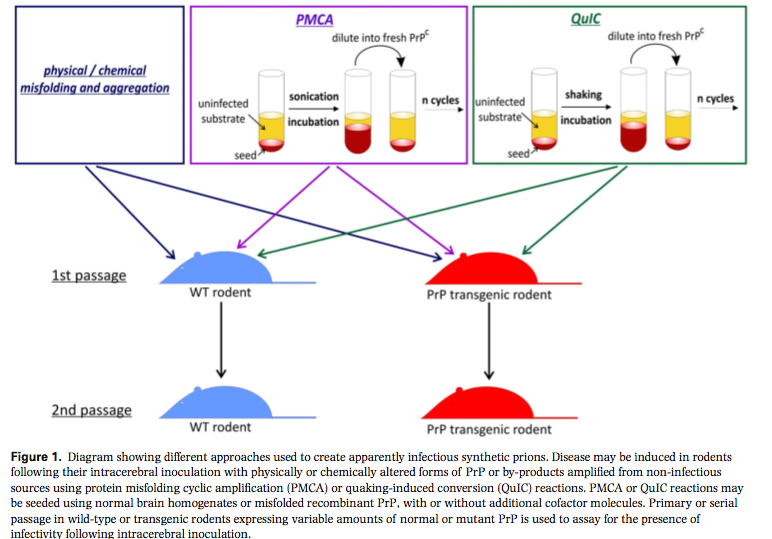 physical / chemical
misfolding and aggregation
PMCA
dilute into fresh PrPC
uninfected
substrate
seed
sonication
incubation
n cycles
QuIC
dilute into fresh PrPC
uninfected
substrate
seed
shaking
incubation
n cycles
1st passage
WT rodent
PrP transgenic rodent
2nd passage
WT rodent
PrP transgenic rodent
Figure 1. Diagram showing different approaches used to create apparently infectious synthetic prions. Disease may be induced in rodents
following their intracerebral inoculation with physically or chemically altered forms of PrP or by-products amplified from non-infectious
sources using protein misfolding cyclic amplification (PMCA) or quaking-induced conversion (QuIC) reactions. PMCA or QuIC reactions may
be seeded using normal brain homogenates or misfolded recombinant PrP, with or without additional cofactor molecules. Primary or serial
passage in wild-type or transgenic rodents expressing variable amounts of normal or mutant PrP is used to assay for the presence of
infectivity following intracerebral inoculation.